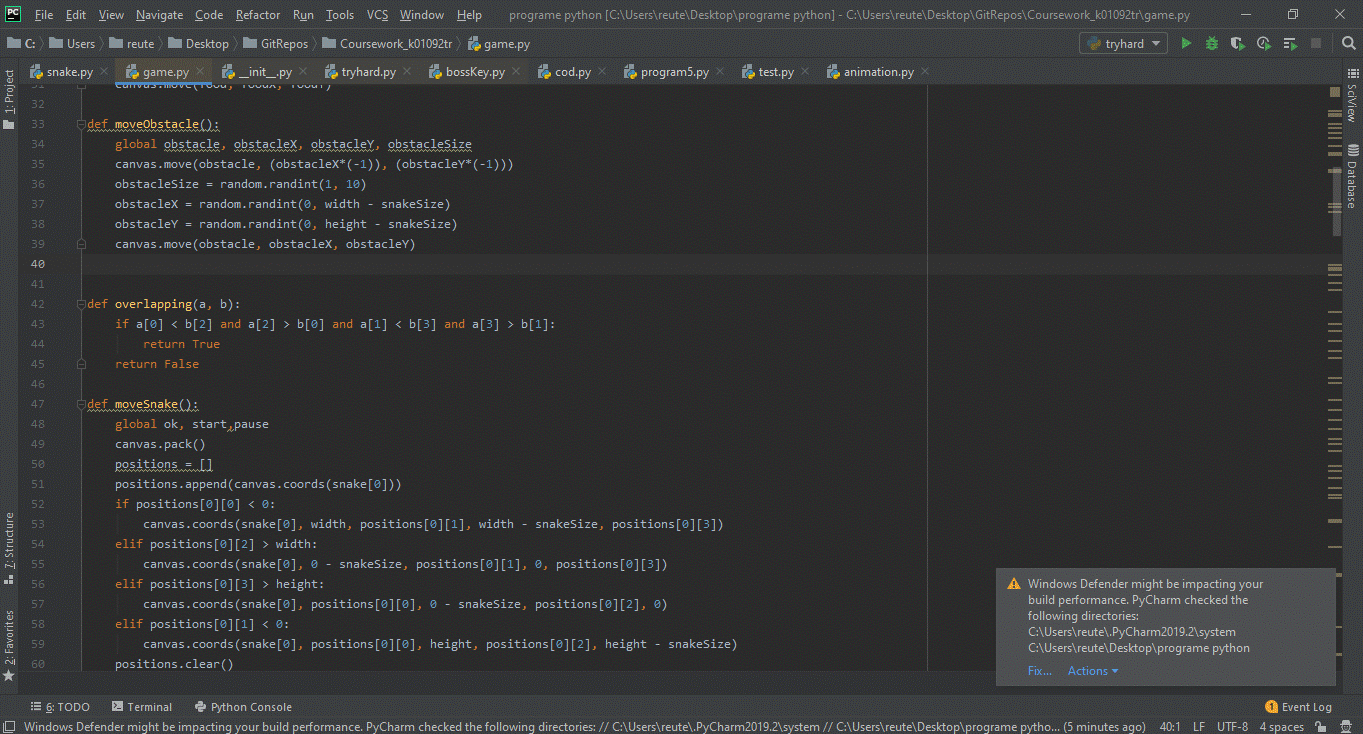 PC File Edit View Navigate Code Refactor Run Tools VCS Window Help programe python [C:\Users\reute\Desktop\programe python] - C:\Users\reute\Desktop\GitRepos\Coursework_k01092tr\game.py
C: Users reute Desktop GitRepos Coursework_k01092tr game.py tryhard
snake.py game.py __init__.py tryhard.py bossKey.py cod.py program5.py test.py animation.py
1: Project
7: Structure
2: Favorites
31 canvas.move(food, foodX, foodY)
32
33 def moveObstacle():
34 global obstacle, obstacleX, obstacleY, obstacleSize
35 canvas.move(obstacle, (obstacleX*(-1)), (obstacleY*(-1)))
36 obstacleSize = random.randint(1, 10)
37 obstacleX = random.randint(0, width - snakeSize)
38 obstacleY = random.randint(0, height - snakeSize)
39 canvas.move(obstacle, obstacleX, obstacleY)
40
41
42 def overlapping(a, b):
43 if a[0] < b[2] and a[2] > b[0] and a[1] < b[3] and a[3] > b[1]:
44 return True
45 return False
46
47 def moveSnake():
48 global ok, start,pause
49 canvas.pack()
50 positions = []
51 positions.append(canvas.coords(snake[0]))
52 if positions[0][0] < 0:
53 canvas.coords(snake[0], width, positions[0][1], width - snakeSize, positions[0][3])
54 elif positions[0][2] > width:
55 canvas.coords(snake[0], 0 - snakeSize, positions[0][1], 0, positions[0][3])
56 elif positions[0][3] > height:
57 canvas.coords(snake[0], positions[0][0], 0 - snakeSize, positions[0][2], 0)
58 elif positions[0][1] < 0:
59 canvas.coords(snake[0], positions[0][0], height, positions[0][2], height - snakeSize)
60 positions.clear()
SciView
Database
Windows Defender might be impacting your
build performance. PyCharm checked the
following directories:
C:\Users\reute\.PyCharm2019.2\system
C:\Users\reute\Desktop\programe python
Fix... Actions
6: TODO Terminal Python Console 1 Event Log
Windows Defender might be impacting your build performance. PyCharm checked the following directories: // C:\Users\reute\.PyCharm2019.2\system // C:\Users\reute\Desktop\programe pytho... (5 minutes ago) 40:1 LF UTF-8 4 spaces